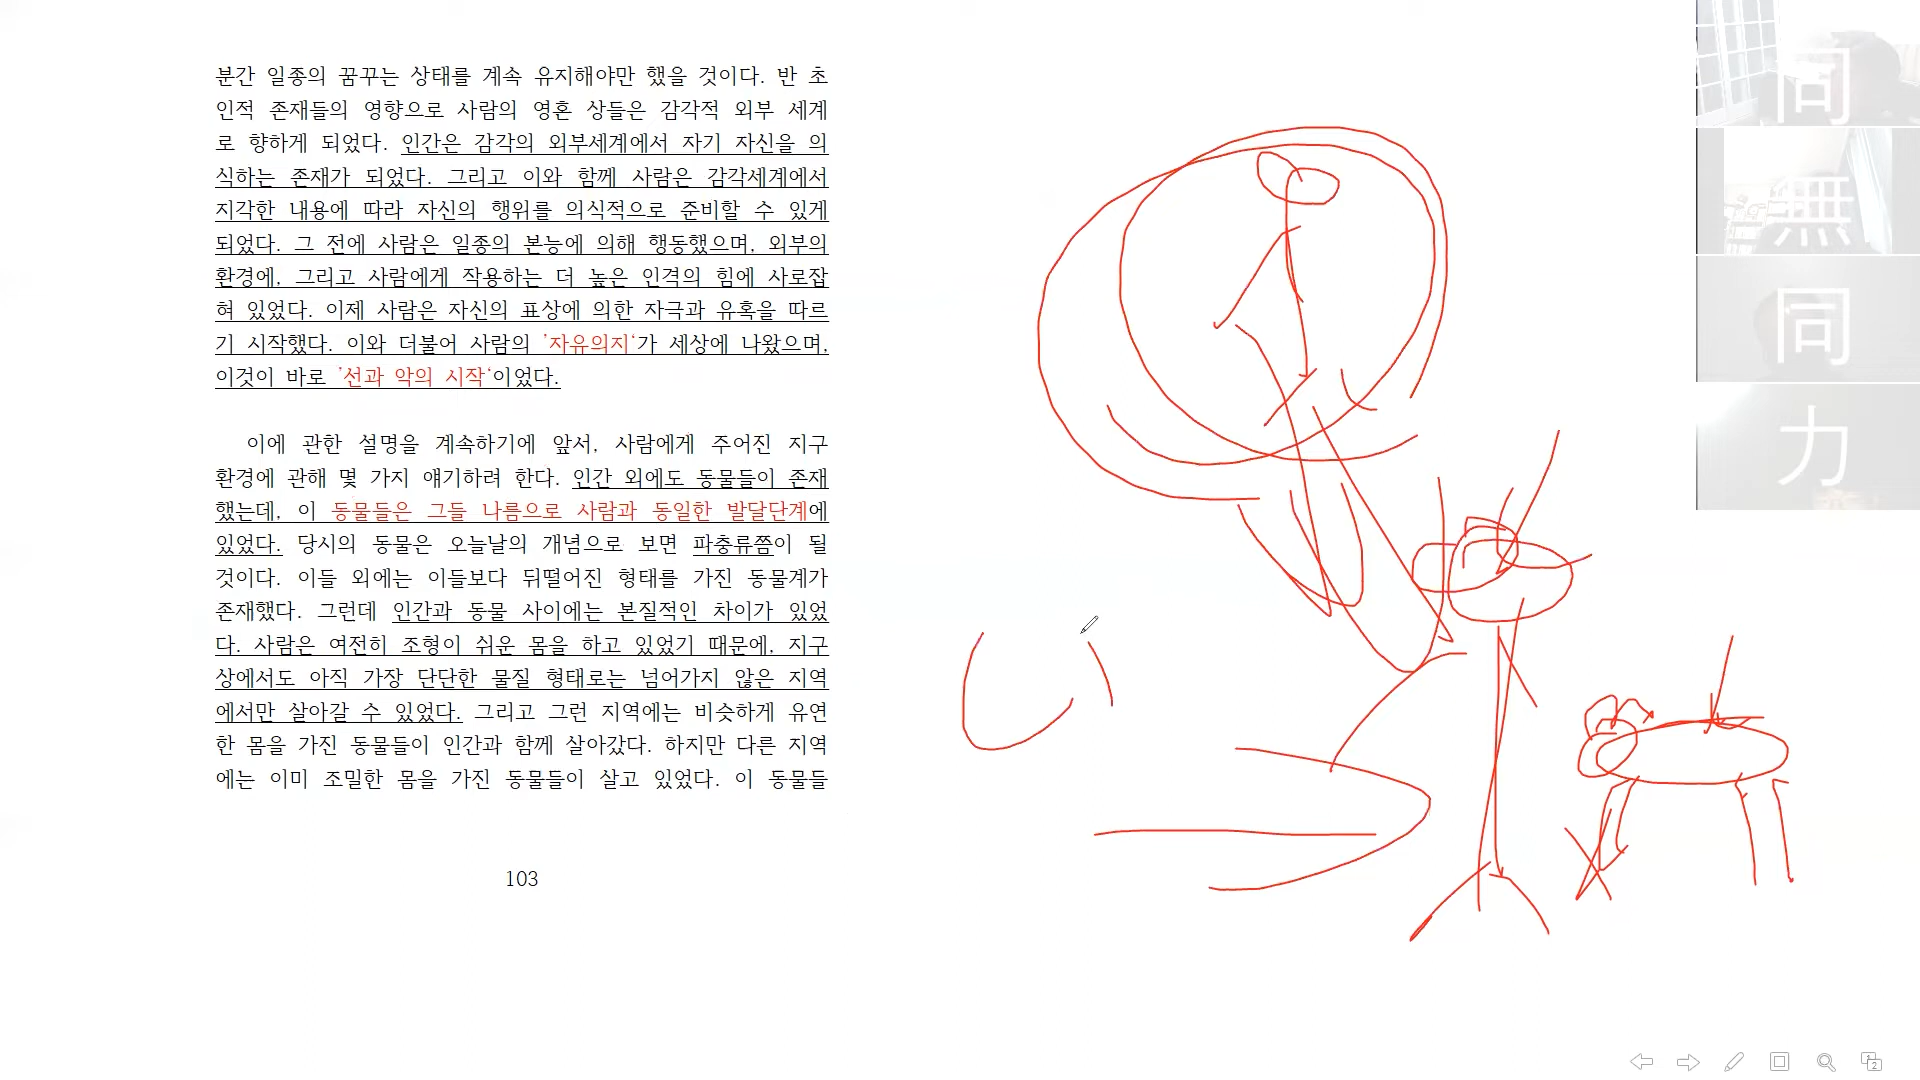 분간 일종의 꿈꾸는 상태를 계속 유지해야만 했을 것이다. 반 초
인적 존재들의 영향으로 사람의 영혼 상들은 감각적 외부 세계
로 향하게 되었다. 인간은 감각의 외부세계에서 자기 자신을 의
식하는 존재가 되었다. 그리고 이와 함께 사람은 감각세계에서
지각한 내용에 따라 자신의 행위를 의식적으로 준비할 수 있게
되었다. 그 전에 사람은 일종의 본능에 의해 행동했으며, 외부의
환경에, 그리고 사람에게 작용하는 더 높은 인격의 힘에 사로잡
혀 있었다. 이제 사람은 자신의 표상에 의한 자극과 유혹을 따르
기 시작했다. 이와 더불어 사람의 ’자유의지‘가 세상에 나왔으며,
이것이 바로 ’선과 악의 시작‘이었다.
이에 관한 설명을 계속하기에 앞서, 사람에게 주어진 지구
환경에 관해 몇 가지 얘기하려 한다. 인간 외에도 동물들이 존재
했는데, 이 동물들은 그들 나름으로 사람과 동일한 발달단계에
있었다. 당시의 동물은 오늘날의 개념으로 보면 파충류쯤이 될
것이다. 이들 외에는 이들보다 뒤떨어진 형태를 가진 동물계가
존재했다. 그런데 인간과 동물 사이에는 본질적인 차이가 있었
다. 사람은 여전히 조형이 쉬운 몸을 하고 있었기 때문에, 지구
상에서도 아직 가장 단단한 물질 형태로는 넘어가지 않은 지역
에서만 살아갈 수 있었다. 그리고 그런 지역에는 비슷하게 유연
한 몸을 가진 동물들이 인간과 함께 살아갔다. 하지만 다른 지역
에는 이미 조밀한 몸을 가진 동물들이 살고 있었다. 이 동물들
103
同
無
同
力